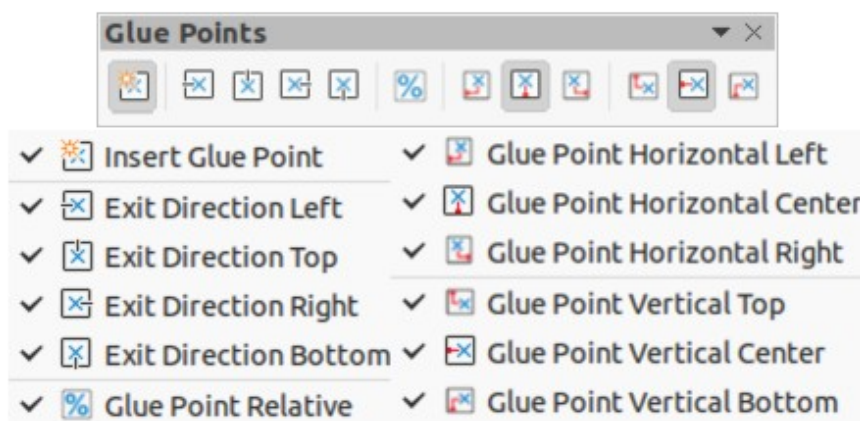 Glue Points
Insert Glue Point
Exit Direction Left
Exit Direction Top
Exit Direction Right
Exit Direction Bottom
% Glue Point Relative
Glue Point Horizontal Left
Glue Point Horizontal Center
Glue Point Horizontal Right
Glue Point Vertical Top
Glue Point Vertical Center
Glue Point Vertical Bottom